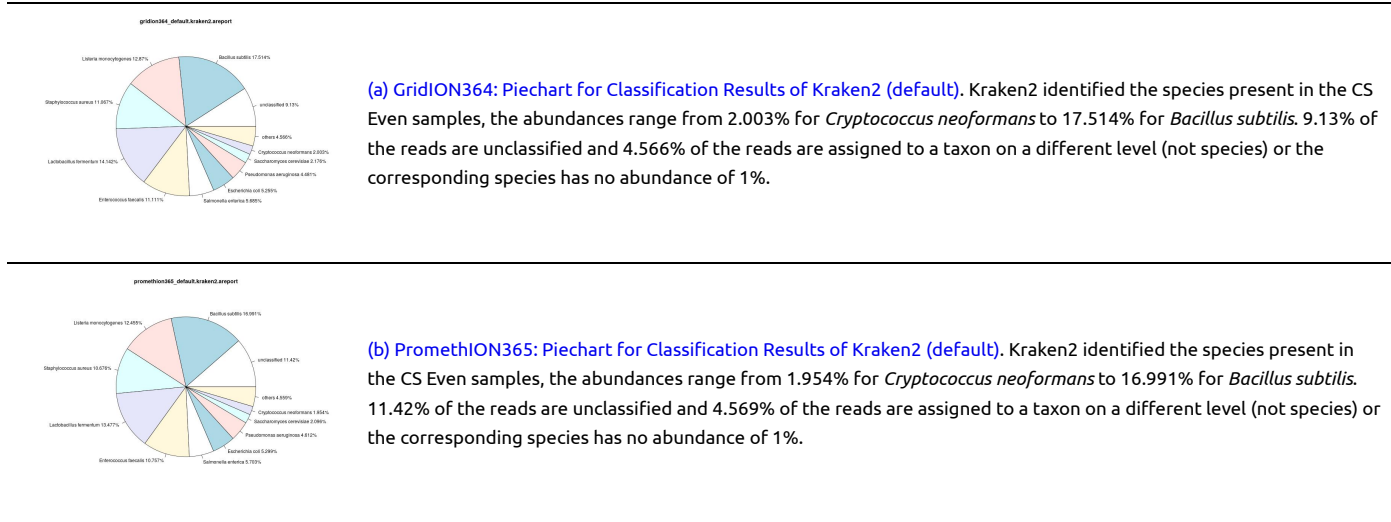 gridion364_default.kraken2.areport
Bacillus subtilis 17.514%
Listeria monocytogenes 12.87%
Staphylococcus aureus 11.067%
unclassified 9.13%
others 4.566%
Cryptococcus neoformans 2.003%
Saccharomyces cerevisiae 2.176%
Lactobacillus fermentum 14.142%
Pseudomonas aeruginosa 4.481%
Escherichia coli 5.255%
Enterococcus faecalis 11.111%
Salmonella enterica 5.685%
(a) GridION364: Piechart for Classification Results of Kraken2 (default). Kraken2 identified the species present in the CS
Even samples, the abundances range from 2.003% for Cryptococcus neoformans to 17.514% for Bacillus subtilis. 9.13% of
the reads are unclassified and 4.566% of the reads are assigned to a taxon on a different level (not species) or the
corresponding species has no abundance of 1%.
promethion365_default.kraken2.areport
Bacillus subtilis 16.991%
Listeria monocytogenes 12.455%
Staphylococcus aureus 10.678%
unclassified 11.42%
others 4.569%
Cryptococcus neoformans 1.954%
Saccharomyces cerevisiae 2.096%
Lactobacillus fermentum 13.477%
Pseudomonas aeruginosa 4.612%
Escherichia coli 5.289%
Enterococcus faecalis 10.757%
Salmonella enterica 5.703%
(b) PromethION365: Piechart for Classification Results of Kraken2 (default). Kraken2 identified the species present in
the CS Even samples, the abundances range from 1.954% for Cryptococcus neoformans to 16.991% for Bacillus subtilis.
11.42% of the reads are unclassified and 4.569% of the reads are assigned to a taxon on a different level (not species) or
the corresponding species has no abundance of 1%.